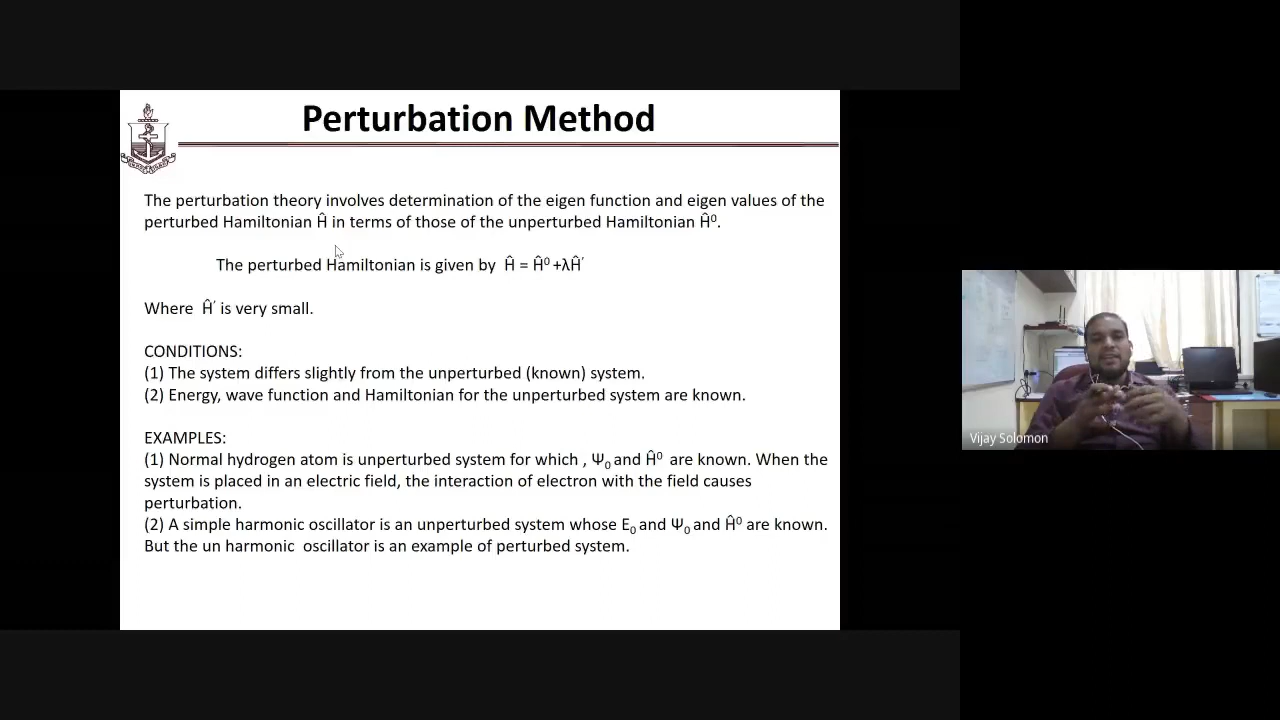 Perturbation Method
The perturbation theory involves determination of the eigen function and eigen values of the
perturbed Hamiltonian Ĥ in terms of those of the unperturbed Hamiltonian Ĥ⁰.
The perturbed Hamiltonian is given by Ĥ = Ĥ⁰ +λĤ′
Where Ĥ′ is very small.
CONDITIONS:
(1) The system differs slightly from the unperturbed (known) system.
(2) Energy, wave function and Hamiltonian for the unperturbed system are known.
EXAMPLES:
(1) Normal hydrogen atom is unperturbed system for which , Ψ₀ and Ĥ⁰ are known. When the
system is placed in an electric field, the interaction of electron with the field causes
perturbation.
(2) A simple harmonic oscillator is an unperturbed system whose E₀ and Ψ₀ and Ĥ⁰ are known.
But the un harmonic oscillator is an example of perturbed system.
Vijay Solomon